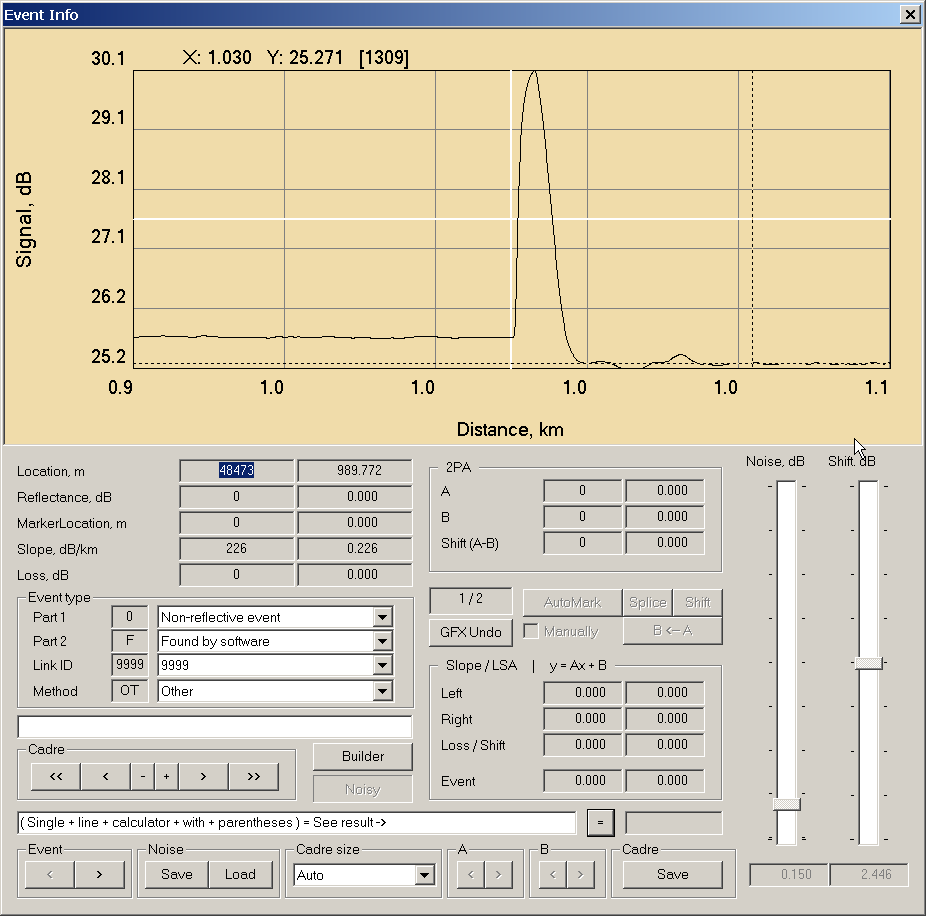 Event Info
30.1
X: 1.030 Y: 25.271 [1309]
29.1
28.1
Signal, dB
27.1
26.2
25.2
0.9 1.0 1.0 1.0 1.0 1.1
Distance, km
Location, m 48473 989.772
Reflectance, dB 0 0.000
MarkerLocation, m 0 0.000
Slope, dB/km 226 0.226
Loss, dB 0 0.000
Event type
Part 1 0 Non-reflective event
Part 2 F Found by software
Link ID 9999 9999
Method OT Other
Cadre
<< < - + > >>
Builder
Noisy
2PA
A 0 0.000
B 0 0.000
Shift (A-B) 0 0.000
1 / 2 AutoMark Splice Shift
GFX Undo Manually B <-- A
Slope / LSA | y = Ax + B
Left 0.000 0.000
Right 0.000 0.000
Loss / Shift 0.000 0.000
Event 0.000 0.000
Noise, dB Shift. dB
( Single + line + calculator + with + parentheses ) = See result ->
=
Event
< >
Noise
Save Load
Cadre size
Auto
A
< >
B
< >
Cadre
Save
0.150 2.446